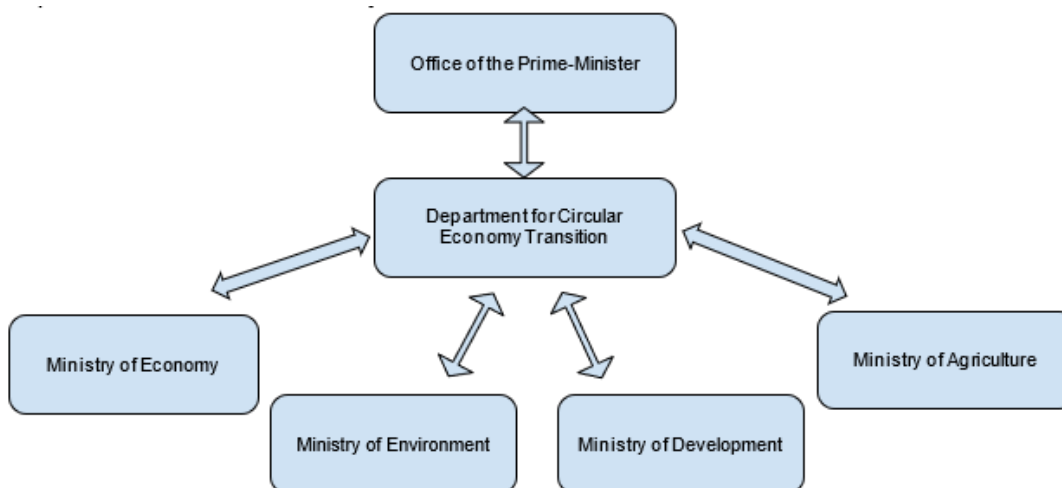 Office of the Prime-Minister
Department for Circular
Economy Transition
Ministry of Economy
Ministry of Agriculture
Ministry of Environment
Ministry of Development